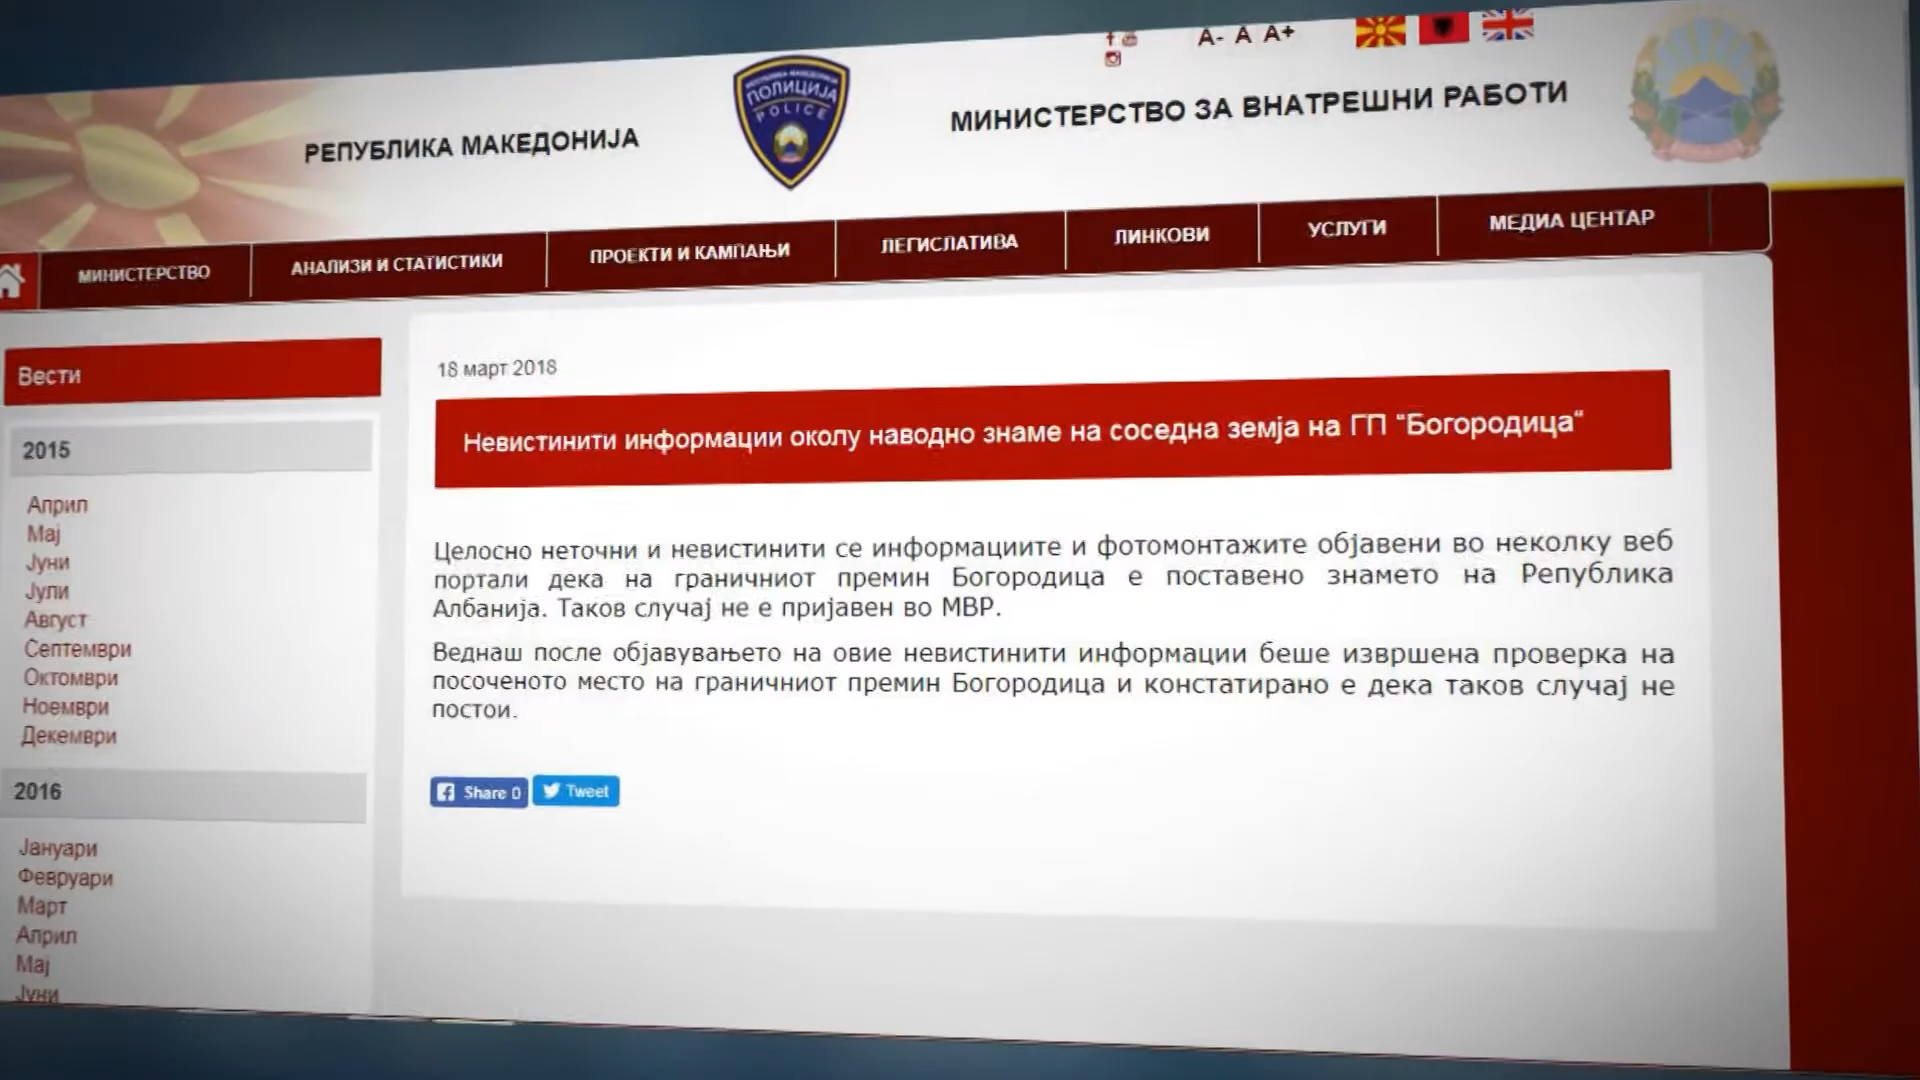 A- A A+
РЕПУБЛИКА МАКЕДОНИЈА
ПОЛИЦИЈА
POLICE
МИНИСТЕРСТВО ЗА ВНАТРЕШНИ РАБОТИ
МИНИСТЕРСТВО
АНАЛИЗИ И СТАТИСТИКИ
ПРОЕКТИ И КАМПАЊИ
ЛЕГИСЛАТИВА
ЛИНКОВИ
УСЛУГИ
МЕДИА ЦЕНТАР
Вести
2015
Април
Мај
Јуни
Јули
Август
Септември
Октомври
Ноември
Декември
2016
Јануари
Февруари
Март
Април
Мај
Јуни
18 март 2018
Невистинити информации околу наводно знаме на соседна земја на ГП “Богородица“
Целосно неточни и невистинити се информациите и фотомонтажите објавени во неколку веб
портали дека на граничниот премин Богородица е поставено знамето на Република
Албанија. Таков случај не е пријавен во МВР.
Веднаш после објавувањето на овие невистинити информации беше извршена проверка на
посоченото место на граничниот премин Богородица и констатирано е дека таков случај не
постои.
Share 0
Tweet